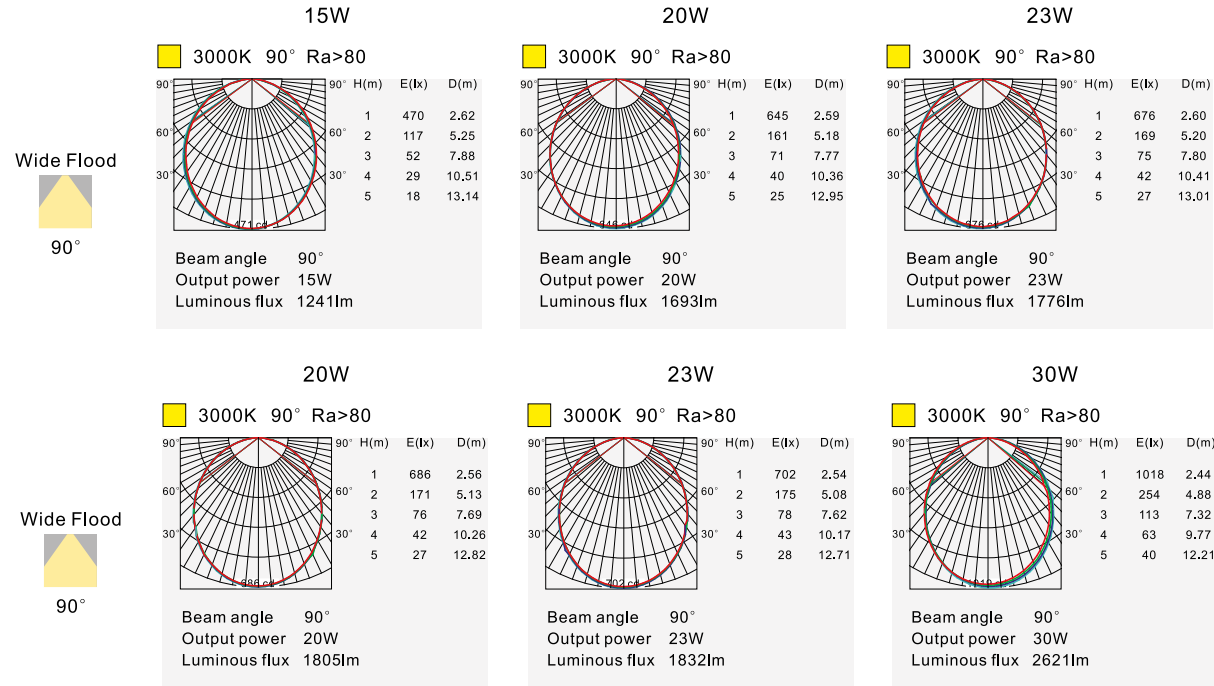 15W
20W
23W
3000K 90° Ra>80
3000K 90° Ra>80
3000K 90° Ra>80
90° 90° H(m) E(lx) D(m)
1 470 2.62
60° 60° 2 117 5.25
3 52 7.88
30° 30° 4 29 10.51
5 18 13.14
471 cd
90° 90° H(m) E(lx) D(m)
1 645 2.59
60° 60° 2 161 5.18
3 71 7.77
30° 30° 4 40 10.36
5 25 12.95
646 cd
90° 90° H(m) E(lx) D(m)
1 676 2.60
60° 60° 2 169 5.20
3 75 7.80
30° 30° 4 42 10.41
5 27 13.01
676 cd
Wide Flood
90°
Beam angle 90°
Output power 15W
Luminous flux 1241lm
Beam angle 90°
Output power 20W
Luminous flux 1693lm
Beam angle 90°
Output power 23W
Luminous flux 1776lm
20W
23W
30W
3000K 90° Ra>80
3000K 90° Ra>80
3000K 90° Ra>80
90° 90° H(m) E(lx) D(m)
1 686 2.56
60° 60° 2 171 5.13
3 76 7.69
30° 30° 4 42 10.26
5 27 12.82
686 cd
90° 90° H(m) E(lx) D(m)
1 702 2.54
60° 60° 2 175 5.08
3 78 7.62
30° 30° 4 43 10.17
5 28 12.71
702 cd
90° 90° H(m) E(lx) D(m)
1 1018 2.44
60° 60° 2 254 4.88
3 113 7.32
30° 30° 4 63 9.77
5 40 12.21
cd
Wide Flood
90°
Beam angle 90°
Output power 20W
Luminous flux 1805lm
Beam angle 90°
Output power 23W
Luminous flux 1832lm
Beam angle 90°
Output power 30W
Luminous flux 2621lm